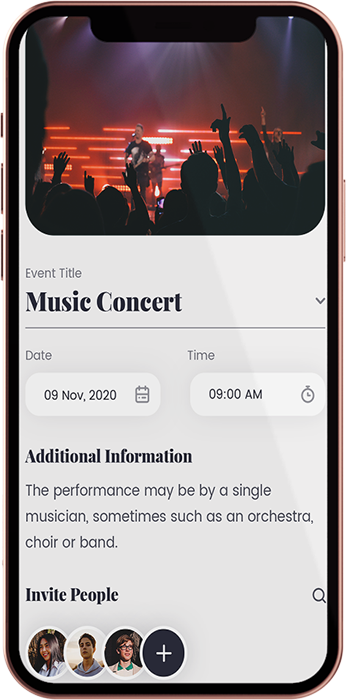 Event Title
Music Concert
Date
Time
09 Nov, 2020
09:00 AM
Additional Information
The performance may be by a single
musician, sometimes such as an orchestra,
choir or band.
Invite People